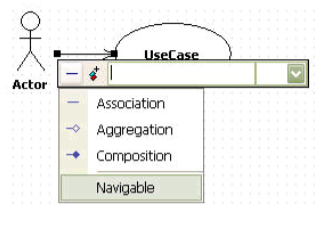 UseCase
Actor
Association
Aggregation
Composition
Navigable